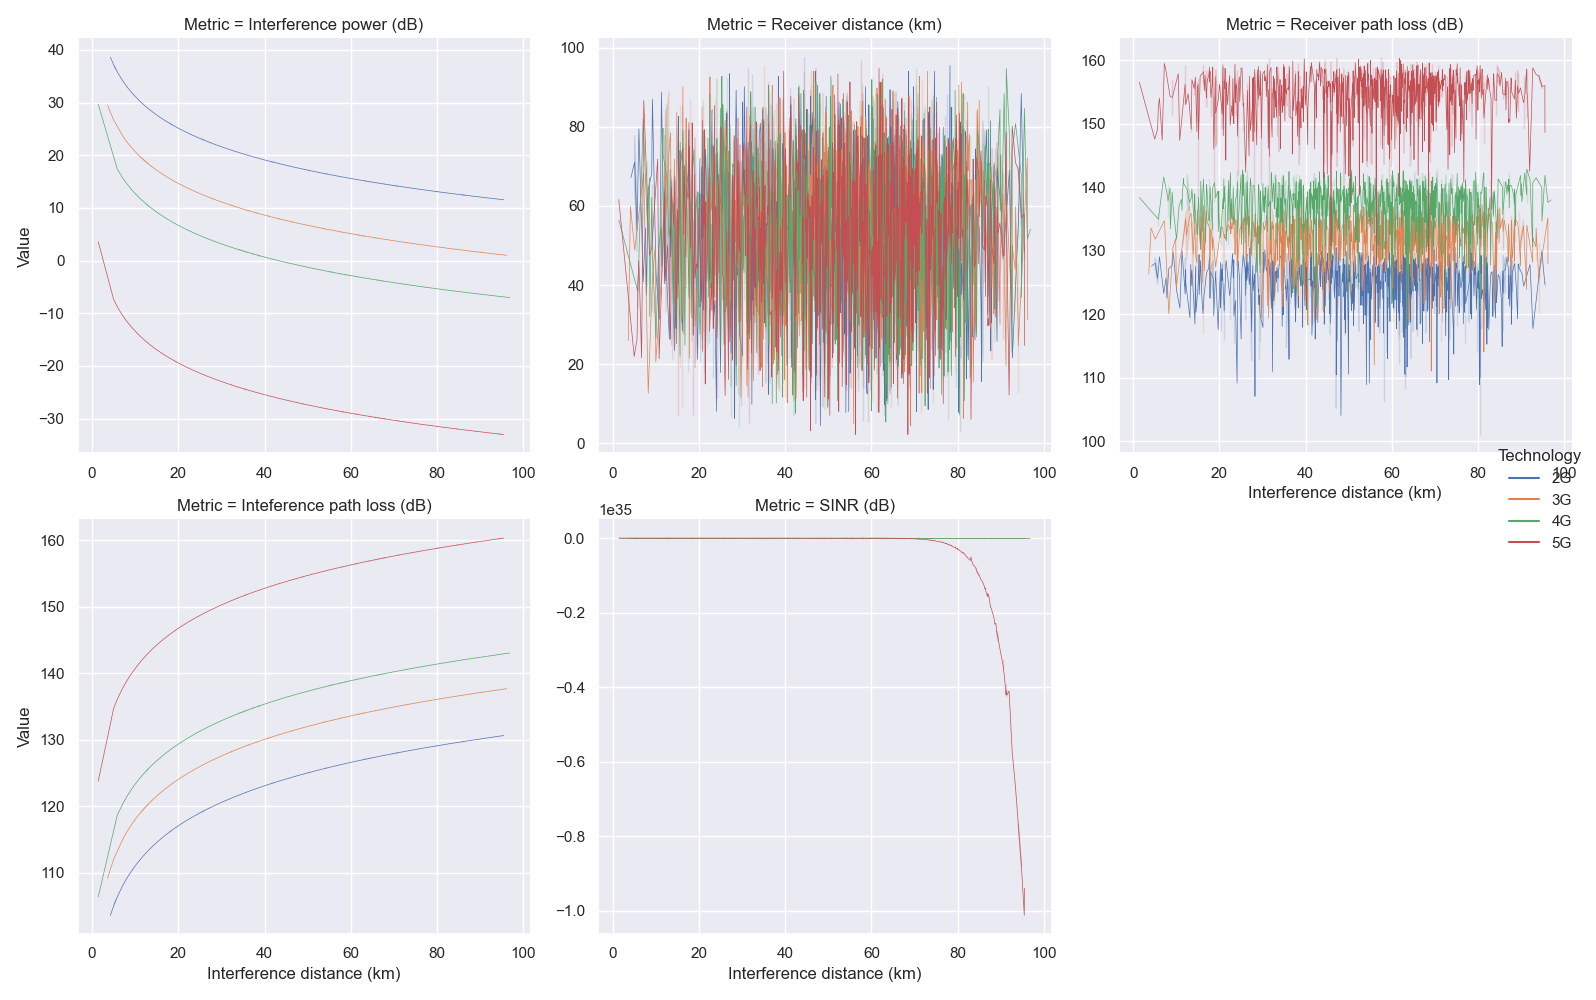 Metric = Interference power (dB)
40
30
20
10
0
−10
−20
−30
Value
0 20 40 60 80 100
Metric = Receiver distance (km)
100
80
60
40
20
0
0 20 40 60 80 100
Metric = Receiver path loss (dB)
160
150
140
130
120
110
100
0 20 40 60 80 100
Interference distance (km)
Technology
2G
3G
4G
5G
Metric = Inteference path loss (dB)
160
150
140
130
120
110
Value
0 20 40 60 80 100
Interference distance (km)
1e35
Metric = SINR (dB)
0.0
−0.2
−0.4
−0.6
−0.8
−1.0
0 20 40 60 80 100
Interference distance (km)